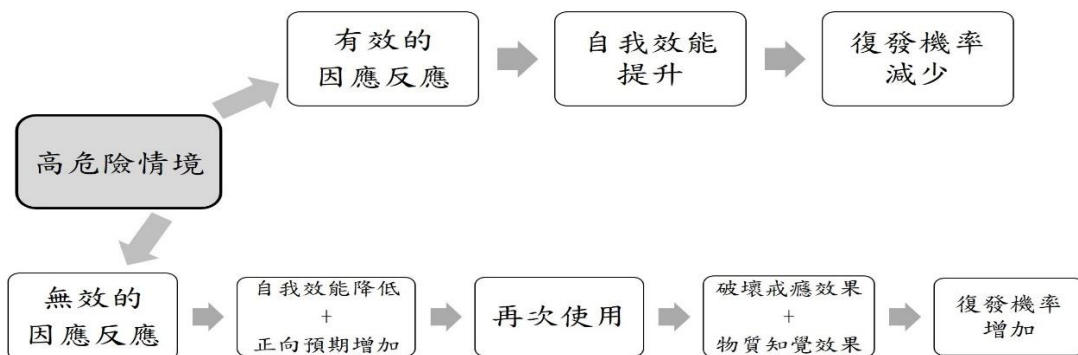 有效的
因應反應
自我效能
提升
復發機率
減少
高危險情境
無效的
因應反應
自我效能降低
+
正向預期增加
再次使用
破壞戒癮效果
+
物質知覺效果
復發機率
增加